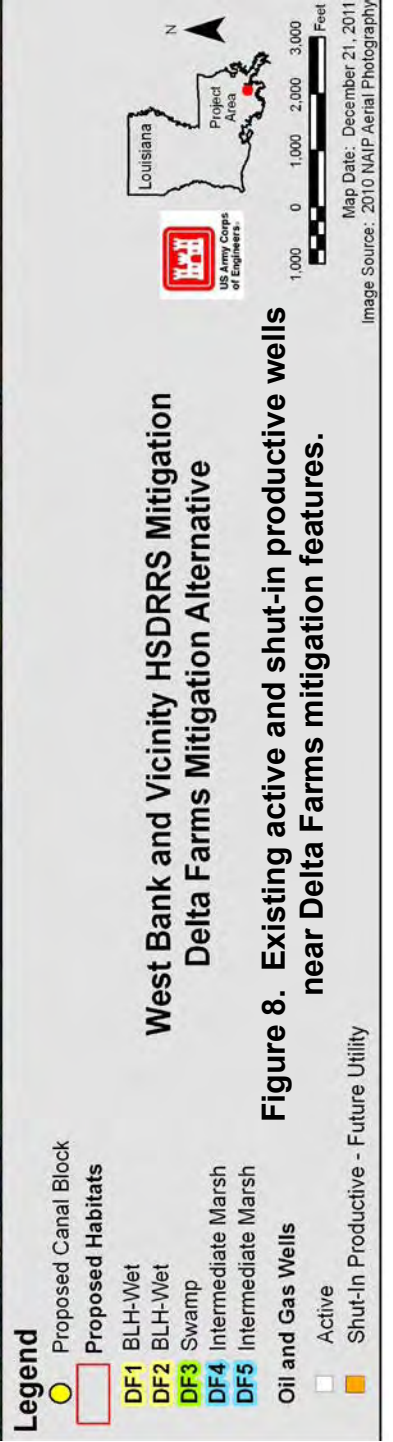 Legend
Proposed Canal Block
Proposed Habitats
DF1 BLH-Wet
DF2 BLH-Wet
DF3 Swamp
DF4 Intermediate Marsh
DF5 Intermediate Marsh
Oil and Gas Wells
Active
Shut-In Productive - Future Utility
West Bank and Vicinity HSDRRS Mitigation
Delta Farms Mitigation Alternative
Figure 8. Existing active and shut-in productive wells
near Delta Farms mitigation features.
US Army Corps
of Engineers®
Louisiana
Project
Area
N
1,000 0 1,000 2,000 3,000
Feet
Map Date: December 21, 2011
Image Source: 2010 NAIP Aerial Photography